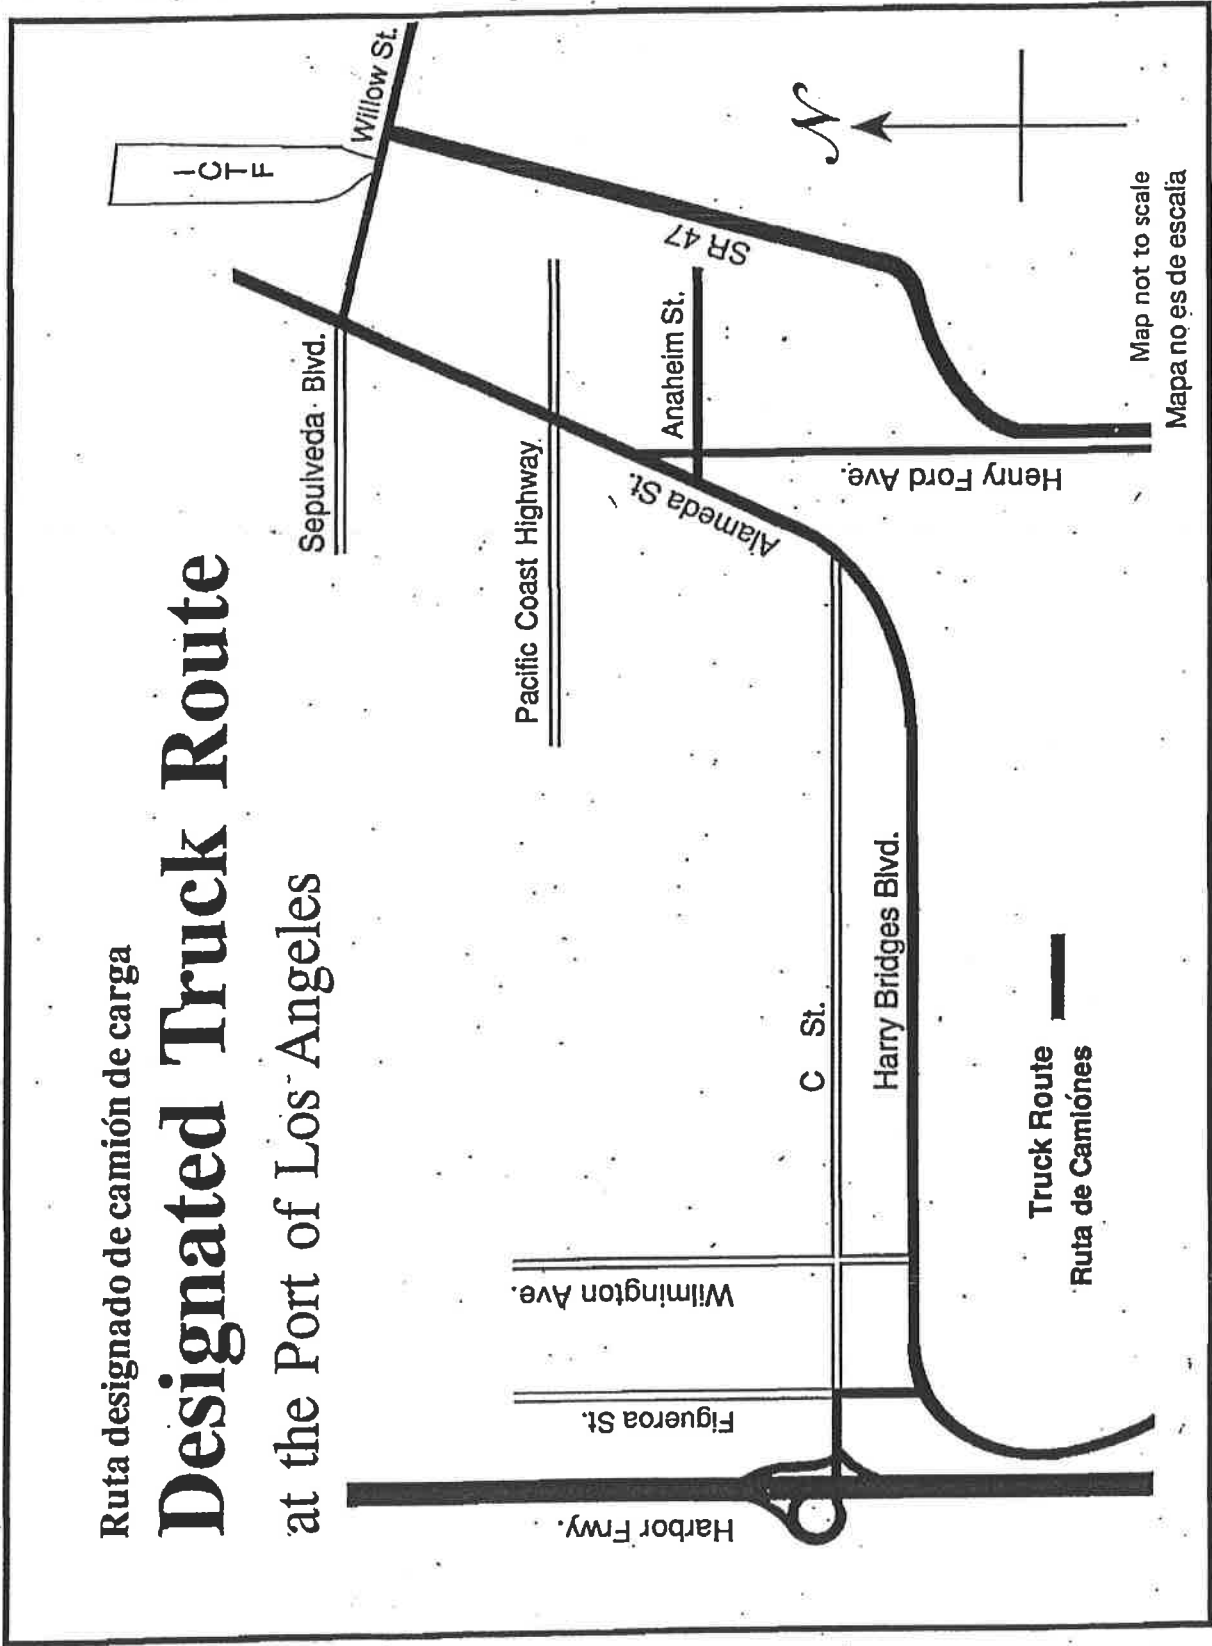 Ruta designado de camión de carga
Designated Truck Route
at the Port of Los Angeles
I
C
T
F
Willow St.
Sepulveda Blvd.
Pacific Coast Highway
SR 47
Anaheim St.
Alameda St.
Henry Ford Ave.
N
C St.
Harry Bridges Blvd.
Wilmington Ave.
Figueroa St.
Harbor Frwy.
Truck Route
Ruta de Camiónes
Map not to scale
Mapa no es de escala